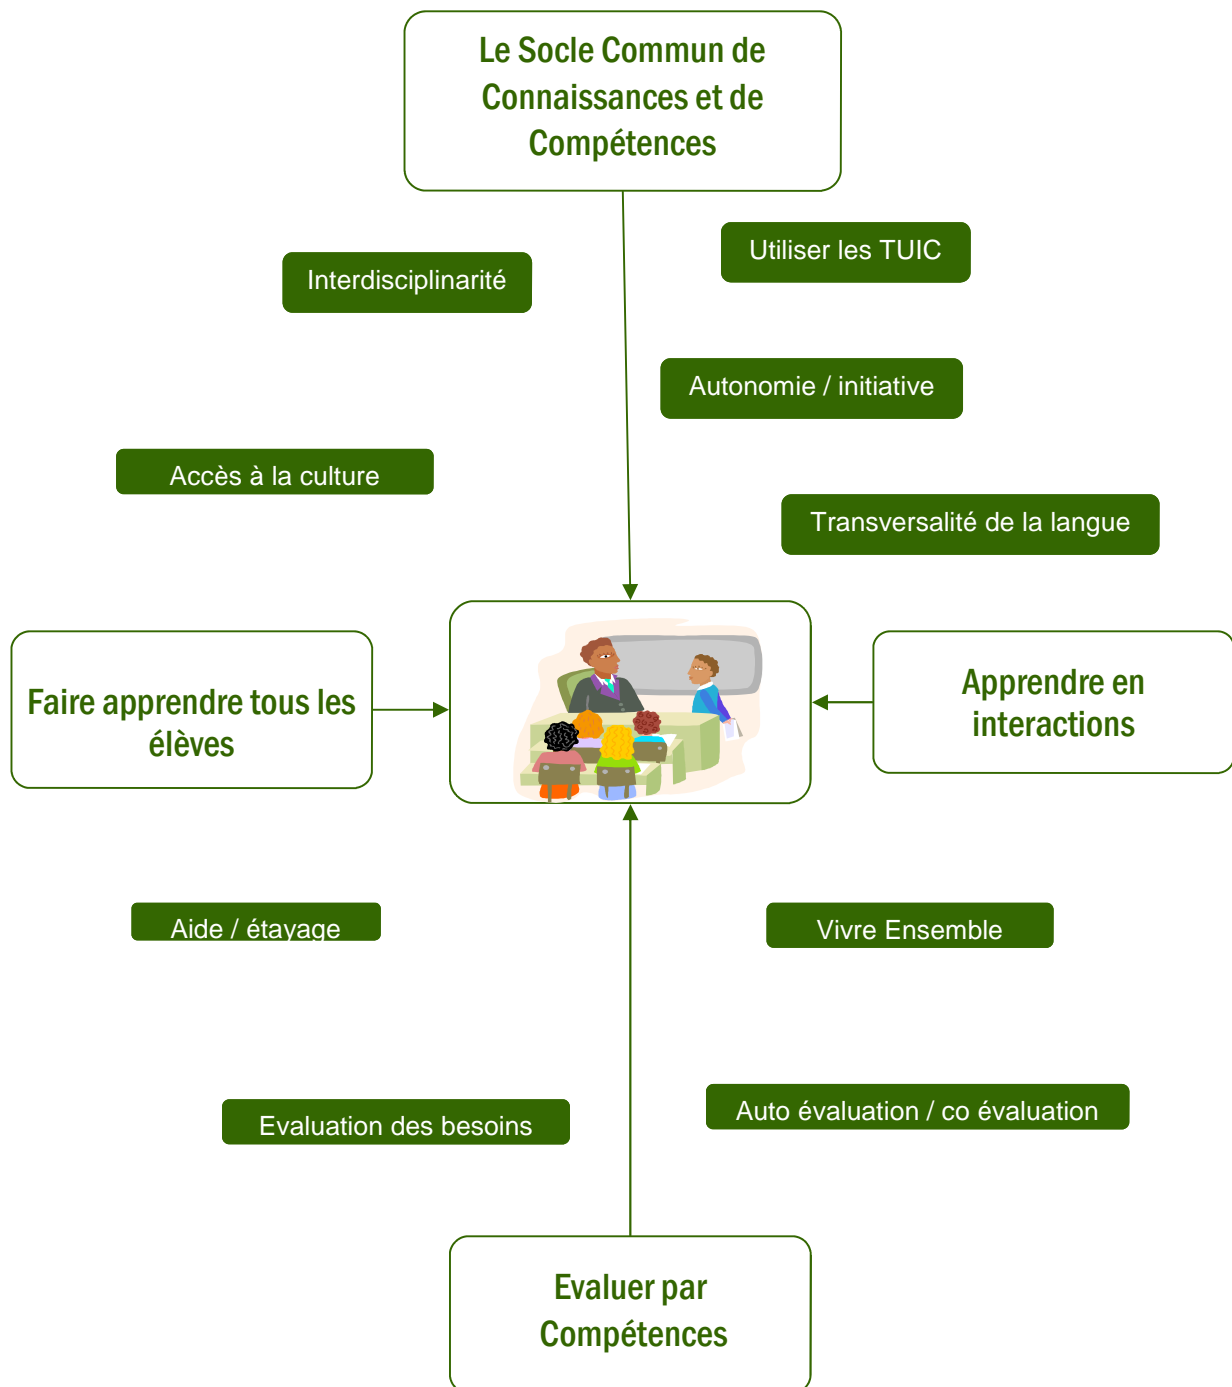 Le Socle Commun de
Connaissances et de
Compétences
Utiliser les TUIC
Interdisciplinarité
Autonomie / initiative
Accès à la culture
Transversalité de la langue
Faire apprendre tous les
élèves
Apprendre en
interactions
Aide / étayage
Vivre Ensemble
Evaluation des besoins
Auto évaluation / co évaluation
Evaluer par
Compétences